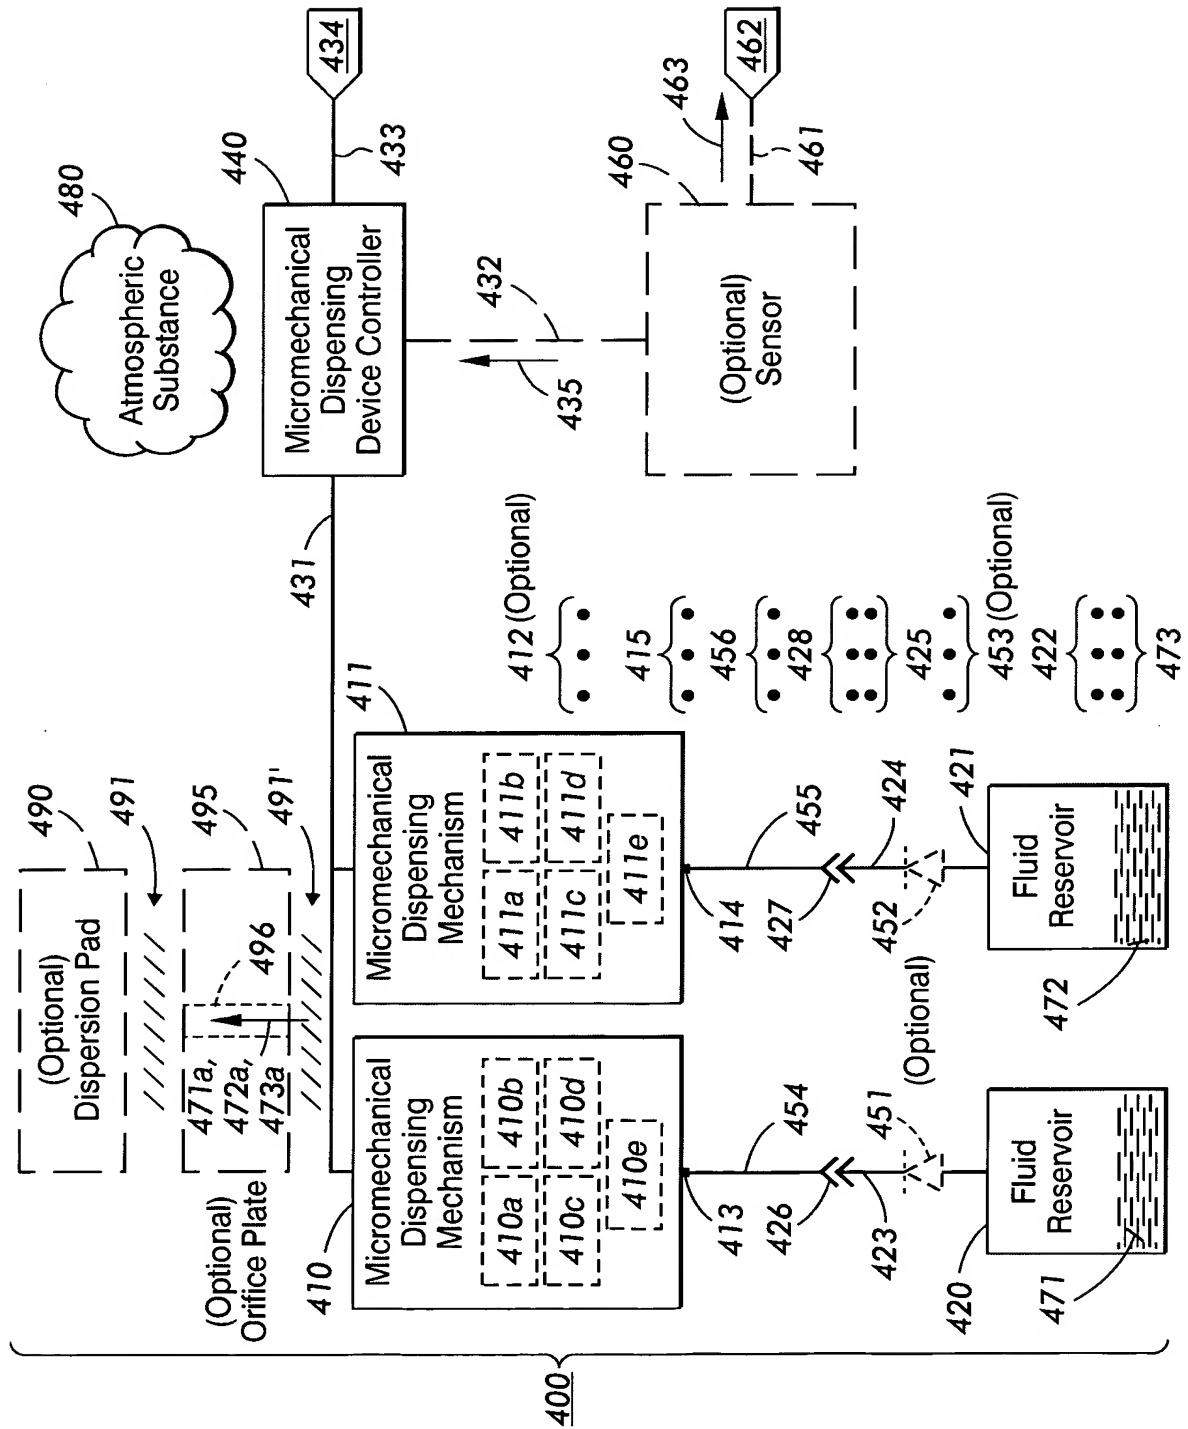 400
490
(Optional)
Dispersion Pad
491
495
496
471a,
472a,
473a
491'
(Optional)
Orifice Plate
480
Atmospheric
Substance
440
Micromechanical
Dispensing
Device Controller
433
434
431
432
435
460
(Optional)
Sensor
463
461
462
410
Micromechanical
Dispensing
Mechanism
410a
410b
410c
410d
410e
411
Micromechanical
Dispensing
Mechanism
411a
411b
411c
411d
411e
412 (Optional)
415
456
428
425
453 (Optional)
422
473
413
454
426
423
451
(Optional)
414
455
427
424
452
420
Fluid
Reservoir
471
421
Fluid
Reservoir
472